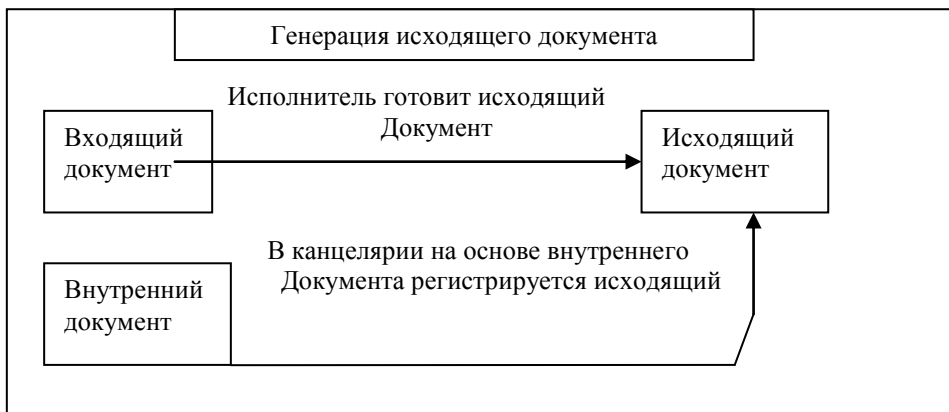 Генерация исходящего документа
Исполнитель готовит исходящий
Документ
Входящий
документ
Исходящий
документ
В канцелярии на основе внутреннего
Документа регистрируется исходящий
Внутренний
документ